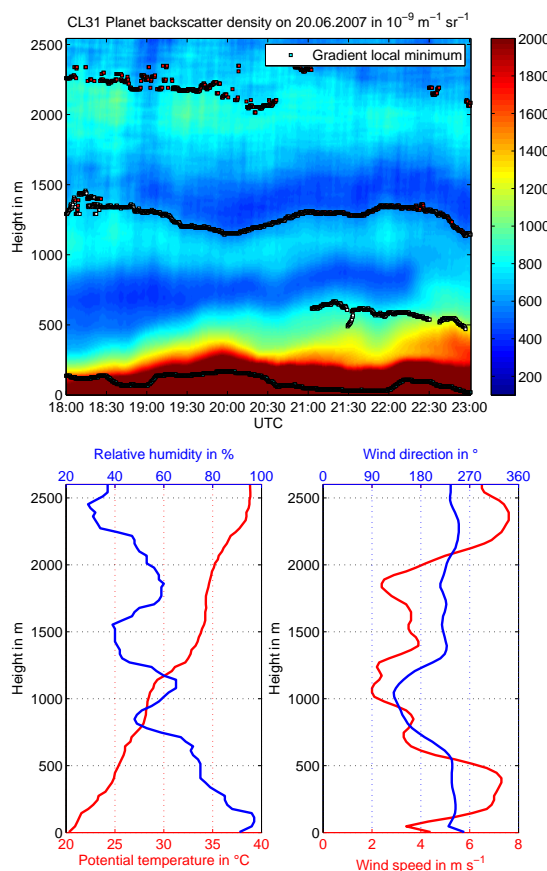 CL31 Planet backscatter density on 20.06.2007 in 10⁻⁹ m⁻¹ sr⁻¹
Gradient local minimum
Height in m
2500
2000
1500
1000
500
0
18:00 18:30 19:00 19:30 20:00 20:30 21:00 21:30 22:00 22:30 23:00
UTC
2000
1800
1600
1400
1200
1000
800
600
400
200
Relative humidity in %
20 40 60 80 100
Height in m
2500
2000
1500
1000
500
0
20 25 30 35 40
Potential temperature in °C
Wind direction in °
0 90 180 270 360
Height in m
2500
2000
1500
1000
500
0
0 2 4 6 8
Wind speed in m s⁻¹